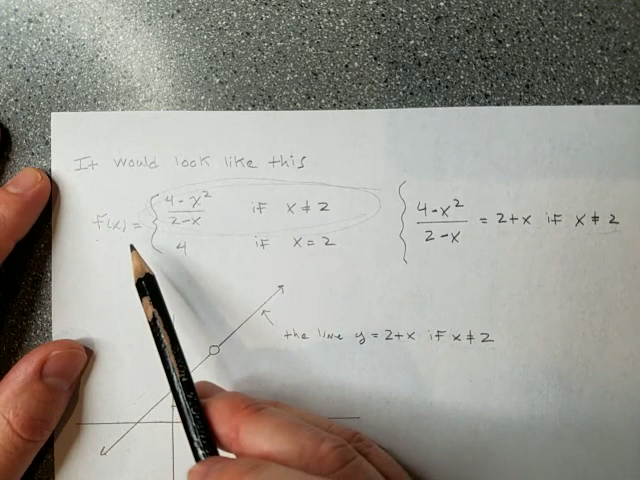 It would look like this
F(x) = { (4-x²)/(2-x) if x ≠ 2
4 if x = 2
{ (4-x²)/(2-x) = 2+x if x ≠ 2
the line y = 2+x if x ≠ 2